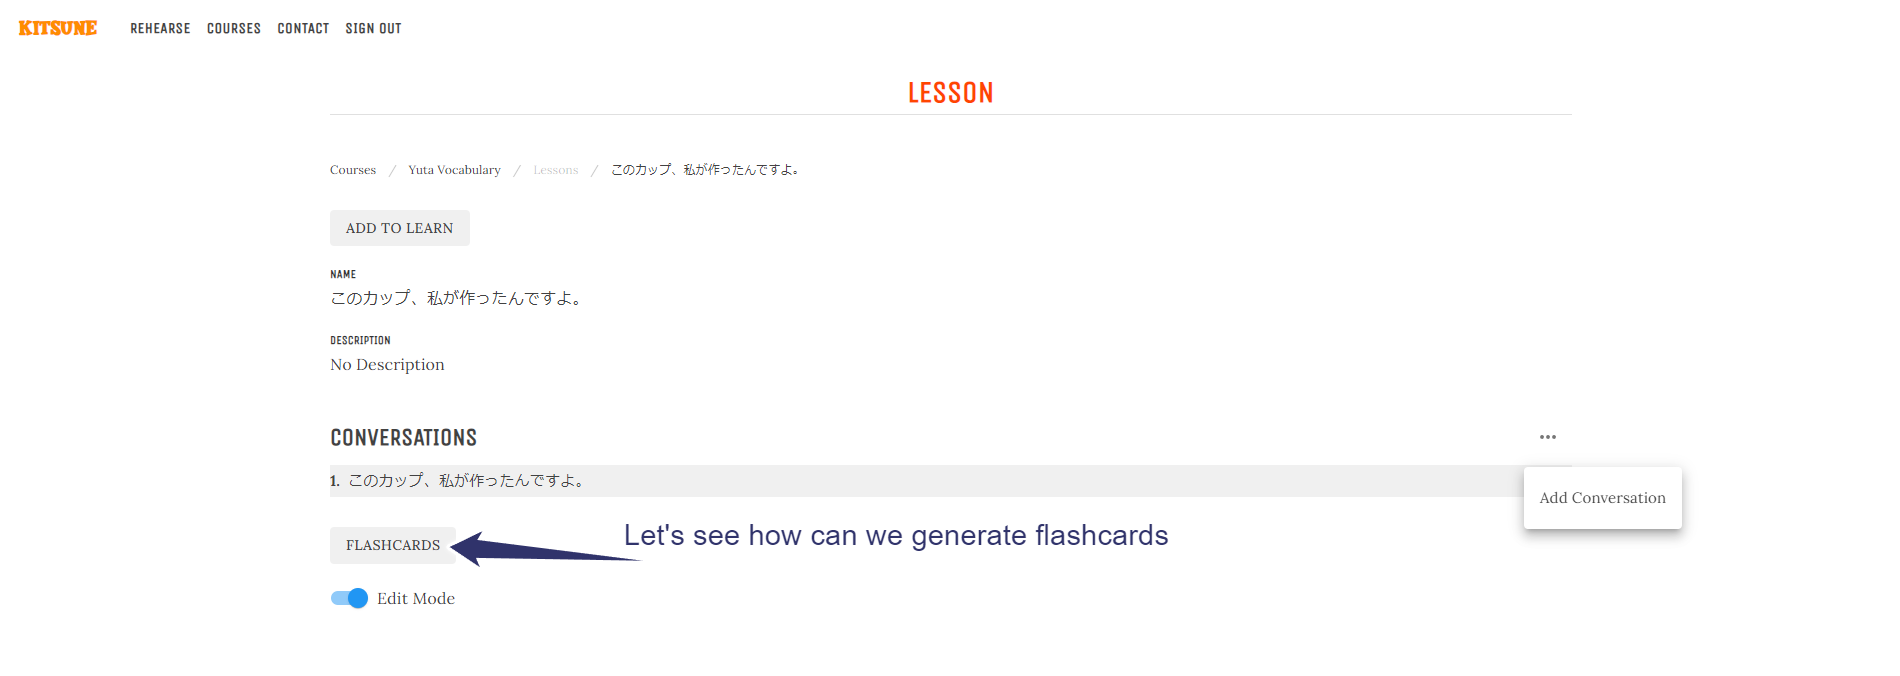 KITSUNE REHEARSE COURSES CONTACT SIGN OUT
LESSON
Courses / Yuta Vocabulary / Lessons / このカップ、私が作ったんですよ。
ADD TO LEARN
NAME
このカップ、私が作ったんですよ。
DESCRIPTION
No Description
CONVERSATIONS
1. このカップ、私が作ったんですよ。
Add Conversation
FLASHCARDS
Let's see how can we generate flashcards
Edit Mode